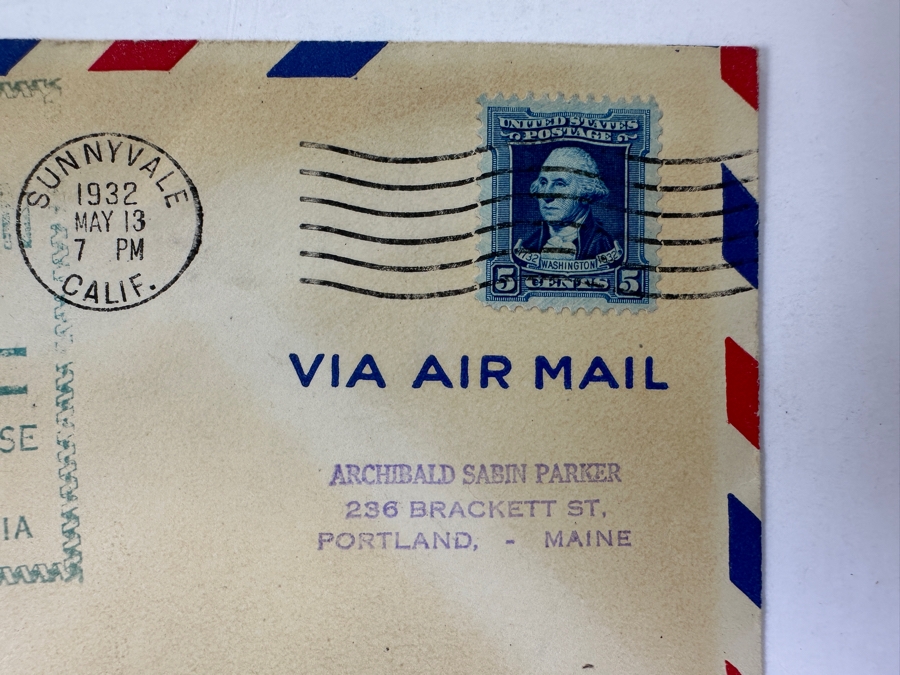 SUNNYVALE
1932
MAY 13
7 PM
CALIF.
UNITED STATES
POSTAGE
1732 WASHINGTON 1932
5 CENTS 5
VIA AIR MAIL
SE
IA
ARCHIBALD SABIN PARKER
236 BRACKETT ST,
PORTLAND, - MAINE